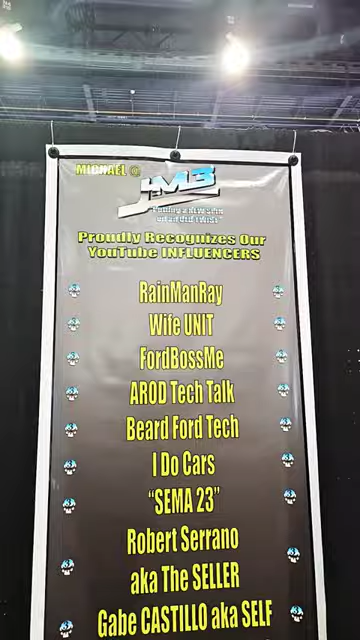 MICHAEL @
JMB
Proudly Recognizes Our
YouTube INFLUENCERS
RainManRay
Wife UNIT
FordBossMe
AROD Tech Talk
Beard Ford Tech
I Do Cars
"SEMA 23"
Robert Serrano
aka The SELLER
Gabe CASTILLO aka SELF